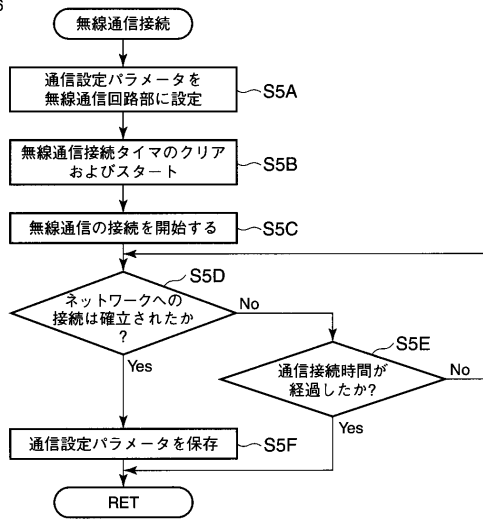 6
無線通信接続
通信設定パラメータを
無線通信回路部に設定
S5A
無線通信接続タイマのクリア
およびスタート
S5B
無線通信の接続を開始する
S5C
S5D
ネットワークへの
接続は確立されたか
?
No
Yes
S5E
通信接続時間が
経過したか?
No
Yes
通信設定パラメータを保存
S5F
RET